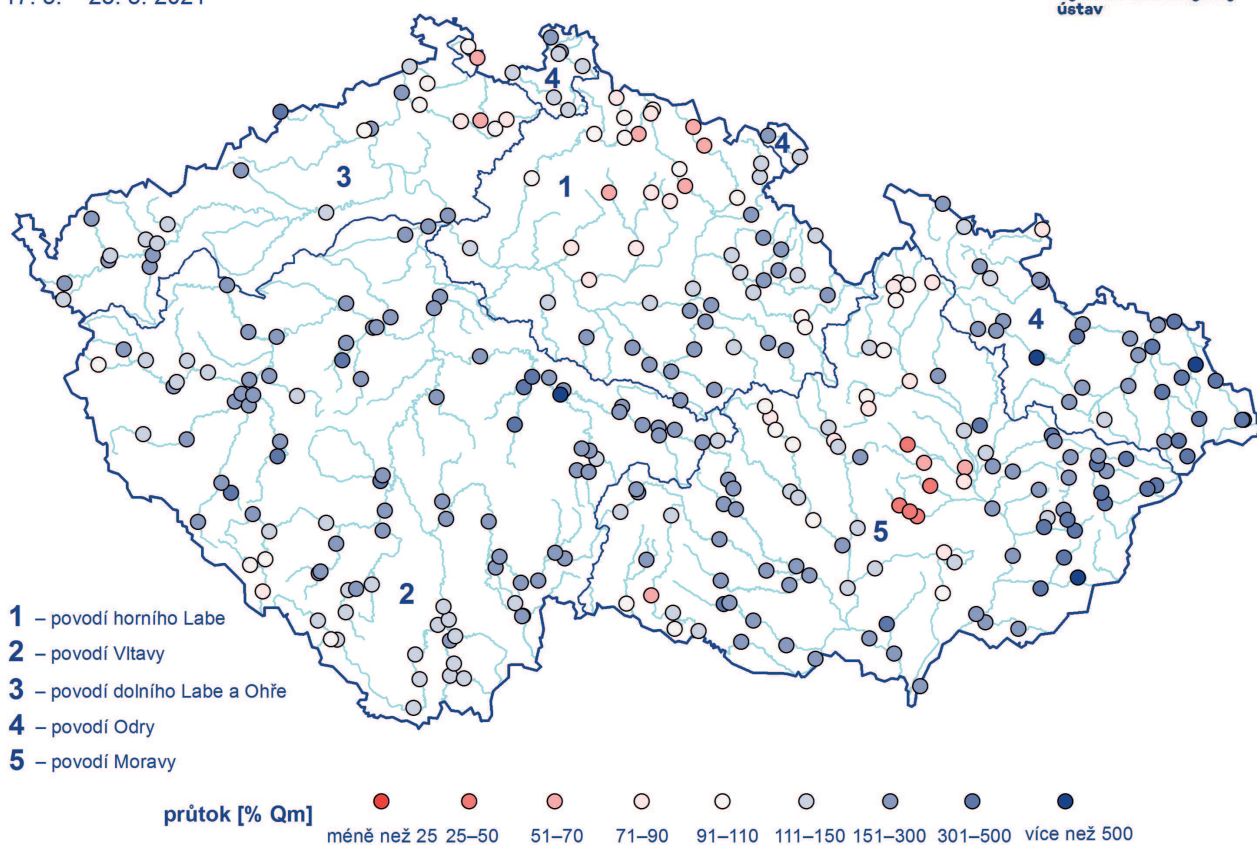 ústav
4
4
3
1
4
5
2
1 – povodí horního Labe
2 – povodí Vltavy
3 – povodí dolního Labe a Ohře
4 – povodí Odry
5 – povodí Moravy
průtok [% Qm]
méně než 25 25–50 51–70 71–90 91–110 111–150 151–300 301–500 více než 500